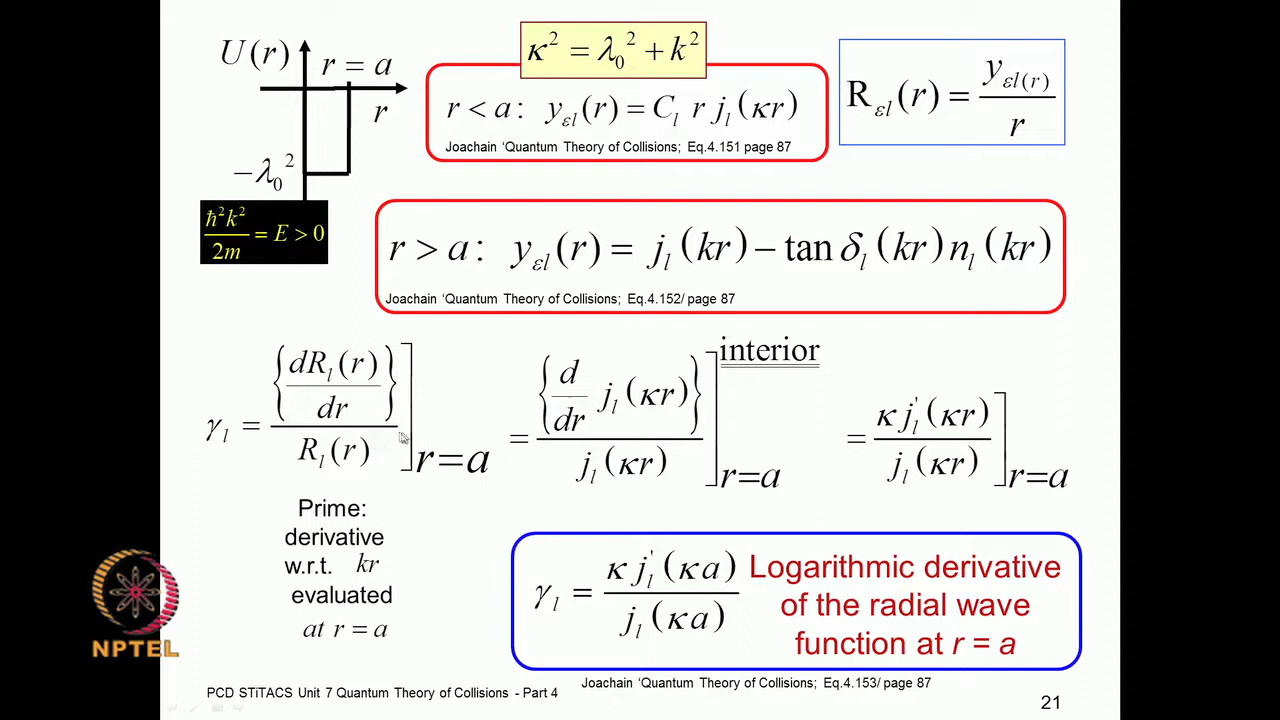 κ² = λ₀² + k²
U(r)
r = a
r
−λ₀²
ħ²k²/2m = E > 0
r < a : y_εl(r) = C_l r j_l(κr)
Joachain ‘Quantum Theory of Collisions; Eq.4.151 page 87
R_εl(r) = y_εl(r)/r
r > a : y_εl(r) = j_l(kr) − tan δ_l(kr) n_l(kr)
Joachain ‘Quantum Theory of Collisions; Eq.4.152/ page 87
γ_l = {dR_l(r)/dr}/R_l(r)]_r=a = {d/dr j_l(κr)}/j_l(κr)]^interior_r=a = κ j_l'(κr)/j_l(κr)]_r=a
Prime:
derivative
w.r.t. kr
evaluated
at r = a
γ_l = κ j_l'(κa)/j_l(κa)
Logarithmic derivative
of the radial wave
function at r = a
NPTEL
Joachain ‘Quantum Theory of Collisions; Eq.4.153/ page 87
PCD STiTACS Unit 7 Quantum Theory of Collisions - Part 4
21